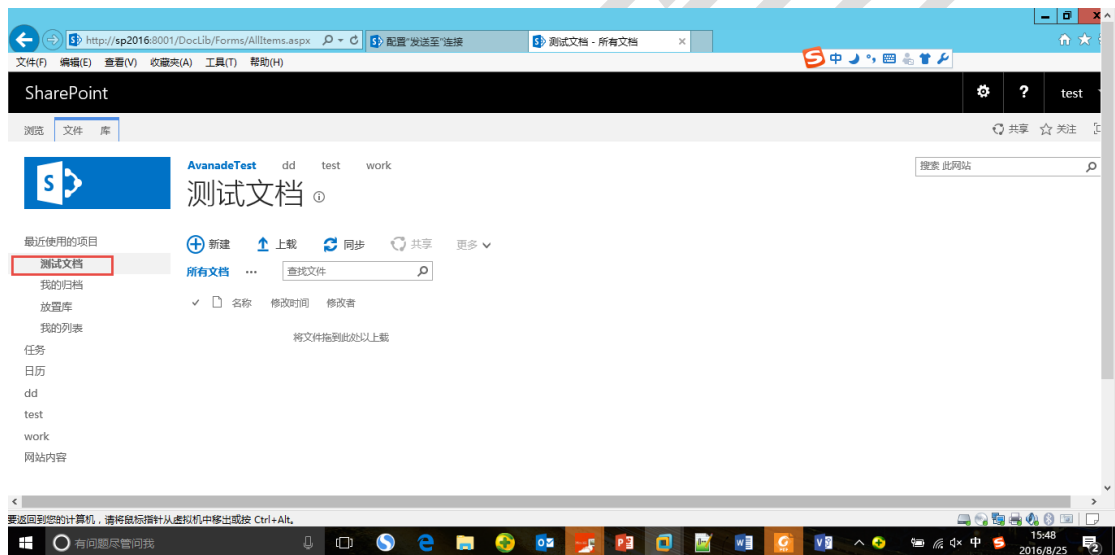 http://sp2016:8001/DocLib/Forms/AllItems.aspx 配置"发送至"连接 测试文档 - 所有文档
文件(F) 编辑(E) 查看(V) 收藏夹(A) 工具(T) 帮助(H) 中
SharePoint ? test
浏览 文件 库 共享 关注
AvanadeTest dd test work 搜索 此网站
测试文档
最近使用的项目 新建 上载 同步 共享 更多
测试文档 所有文档 ... 查找文件
我的归档
放置库 名称 修改时间 修改者
我的列表 将文件拖到此处以上载
任务
日历
dd
test
work
网站内容
要返回到您的计算机，请将鼠标指针从虚拟机中移出或按 Ctrl+Alt。
有问题尽管问我 中 15:48
2016/8/25